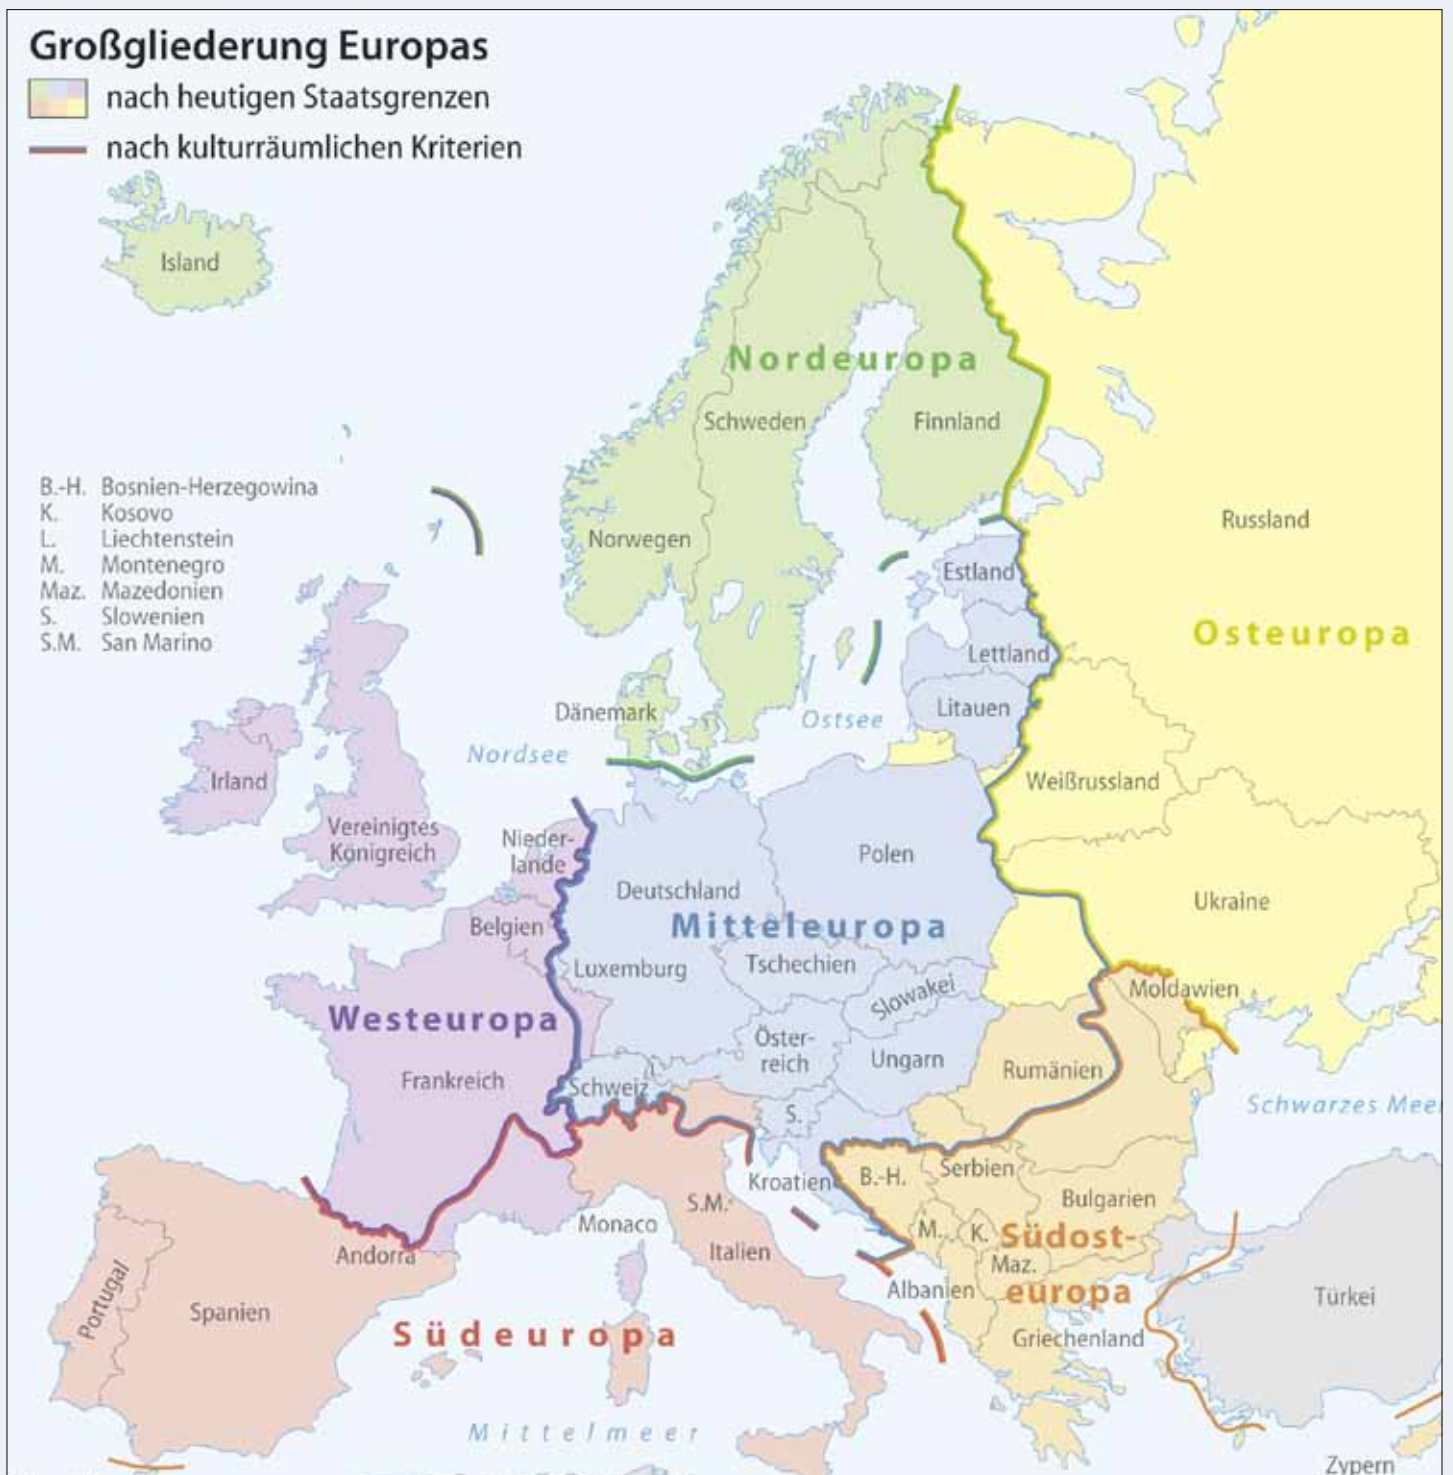 Großgliederung Europas
nach heutigen Staatsgrenzen
nach kulturräumlichen Kriterien
Island
Nordeuropa
Schweden
Finnland
B.-H. Bosnien-Herzegowina
K. Kosovo
L. Liechtenstein
M. Montenegro
Maz. Mazedonien
S. Slowenien
S.M. San Marino
Norwegen
Russland
Estland
Osteuropa
Lettland
Litauen
Dänemark
Ostsee
Nordsee
Irland
Weißrussland
Vereinigtes
Königreich
Nieder-
lande
Polen
Deutschland
Ukraine
Belgien
Mitteleuropa
Luxemburg
Tschechien
Slowakei
Moldawien
Westeuropa
Öster-
reich
Ungarn
Rumänien
Frankreich
Schweiz
S.
Schwarzes Meer
Kroatien
B.-H.
Serbien
Bulgarien
S.M.
Monaco
M.
K.
Südost-
europa
Andorra
Italien
Maz.
Albanien
Portugal
Spanien
Türkei
Südeuropa
Griechenland
Mittelmeer
Zypern